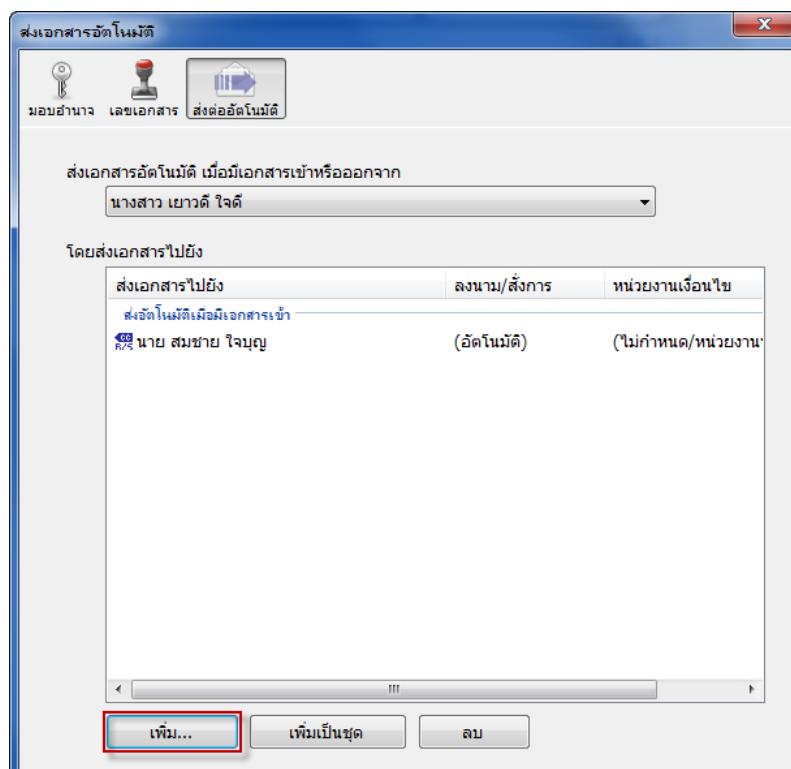 ส่งเอกสารอัตโนมัติ
มอบอำนาจ เลขเอกสาร ส่งต่ออัตโนมัติ
ส่งเอกสารอัตโนมัติ เมื่อมีเอกสารเข้าหรือออกจาก
นางสาว เยาวดี ใจดี
โดยส่งเอกสารไปยัง
ส่งเอกสารไปยัง ลงนาม/สั่งการ หน่วยงานเงื่อนไข
ส่งอัตโนมัติเมื่อมีเอกสารเข้า
CC R/S นาย สมชาย ใจบุญ (อัตโนมัติ) (ไม่กำหนด/หน่วยงาน
เพิ่ม... เพิ่มเป็นชุด ลบ